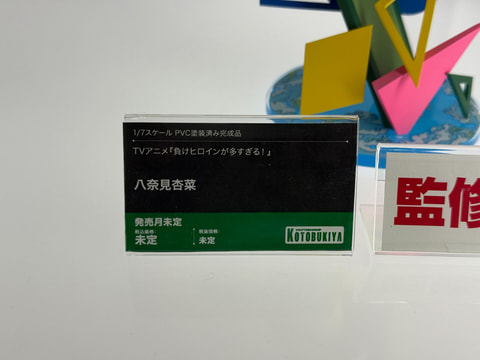 1/7スケール PVC塗装済み完成品
TVアニメ『負けヒロインが多すぎる!』
八奈見杏菜
発売月未定
税込価格:
未定
税抜価格:
未定
KOTOBUKIYA
監修